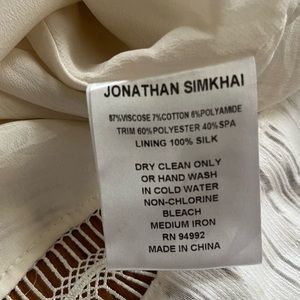 JONATHAN SIMKHAI
87%VISCOSE 7%COTTON 6%POLYAMIDE
TRIM 60%POLYESTER 40%SPA
LINING 100% SILK
DRY CLEAN ONLY
OR HAND WASH
IN COLD WATER
NON-CHLORINE
BLEACH
MEDIUM IRON
RN 94992
MADE IN CHINA